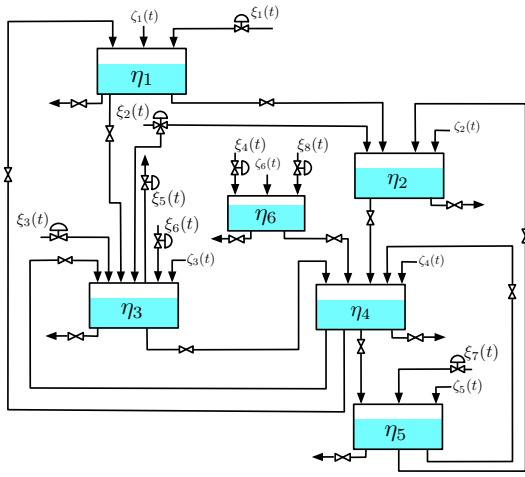 ζ₁(t)
ξ₁(t)
η₁
ξ₂(t)
ζ₂(t)
ξ₄(t)
ξ₈(t)
ζ₆(t)
η₂
ξ₅(t)
η₆
ξ₃(t)
ξ₆(t)
ζ₃(t)
ζ₄(t)
η₃
η₄
ξ₇(t)
ζ₅(t)
η₅